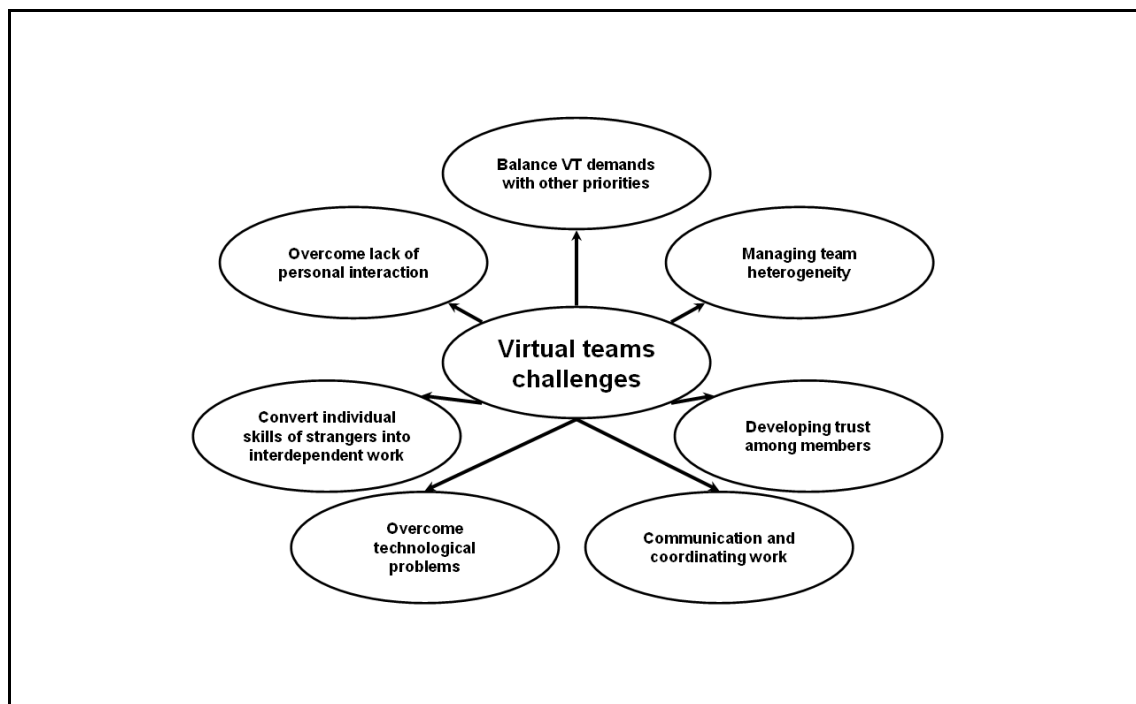 Balance VT demands
with other priorities
Overcome lack of
personal interaction
Managing team
heterogeneity
Virtual teams
challenges
Convert individual
skills of strangers into
interdependent work
Developing trust
among members
Overcome
technological
problems
Communication and
coordinating work